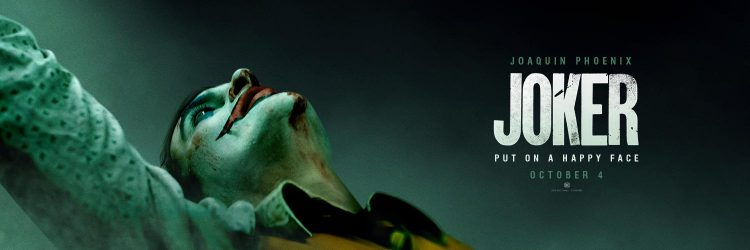 JOAQUIN PHOENIX
JOKER
PUT ON A HAPPY FACE
OCTOBER 4